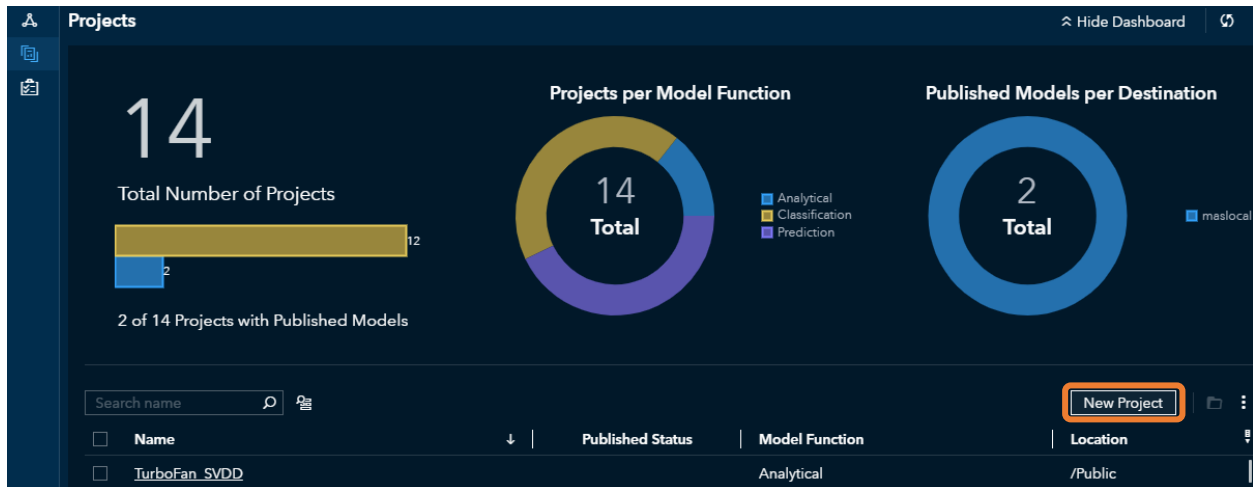 Projects
Hide Dashboard
14
Total Number of Projects
12
2
2 of 14 Projects with Published Models
Projects per Model Function
14
Total
Analytical
Classification
Prediction
Published Models per Destination
2
Total
maslocal
Search name
New Project
Name
Published Status
Model Function
Location
TurboFan_SVDD
Analytical
/Public